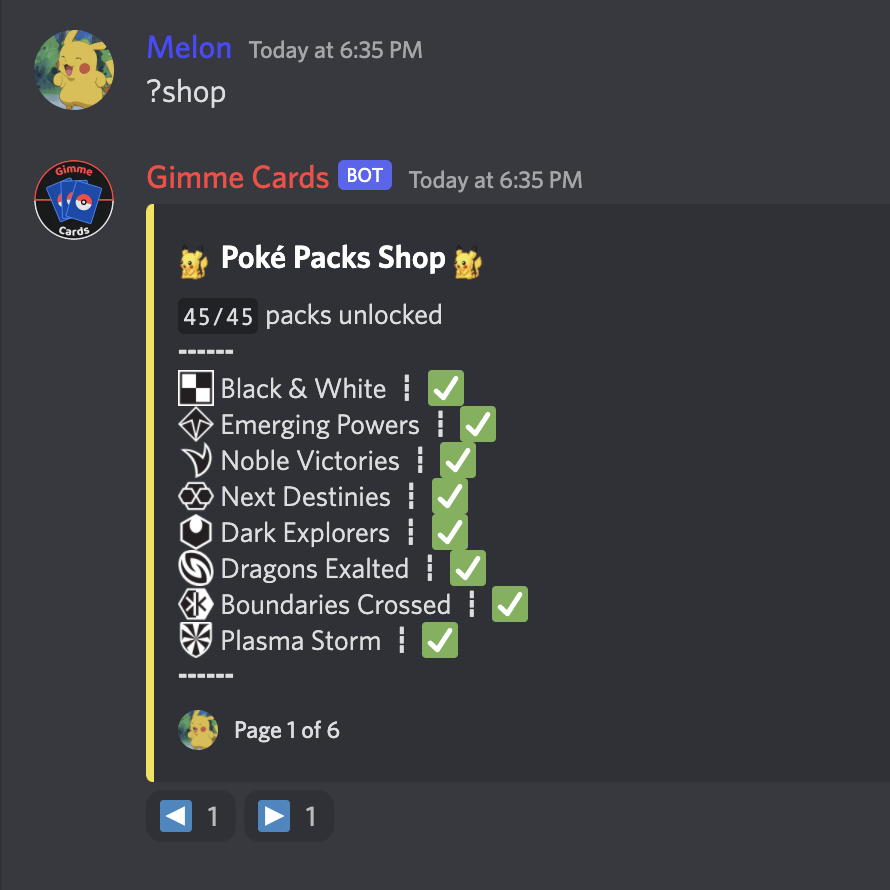 Melon Today at 6:35 PM
?shop
Gimme
Cards
Gimme Cards BOT Today at 6:35 PM
Poké Packs Shop
45/45 packs unlocked
------
Black & White ┋ ✅
Emerging Powers ┋ ✅
Noble Victories ┋ ✅
Next Destinies ┋ ✅
Dark Explorers ┋ ✅
Dragons Exalted ┋ ✅
Boundaries Crossed ┋ ✅
Plasma Storm ┋ ✅
------
Page 1 of 6
◀ 1 ▶ 1